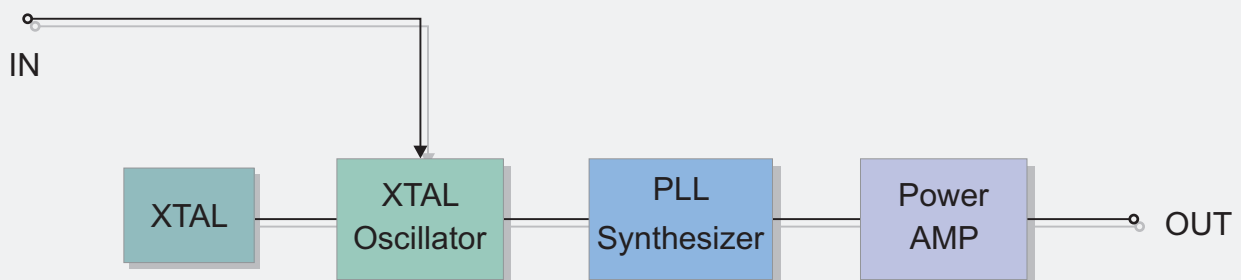 IN
XTAL
XTAL
Oscillator
PLL
Synthesizer
Power
AMP
OUT